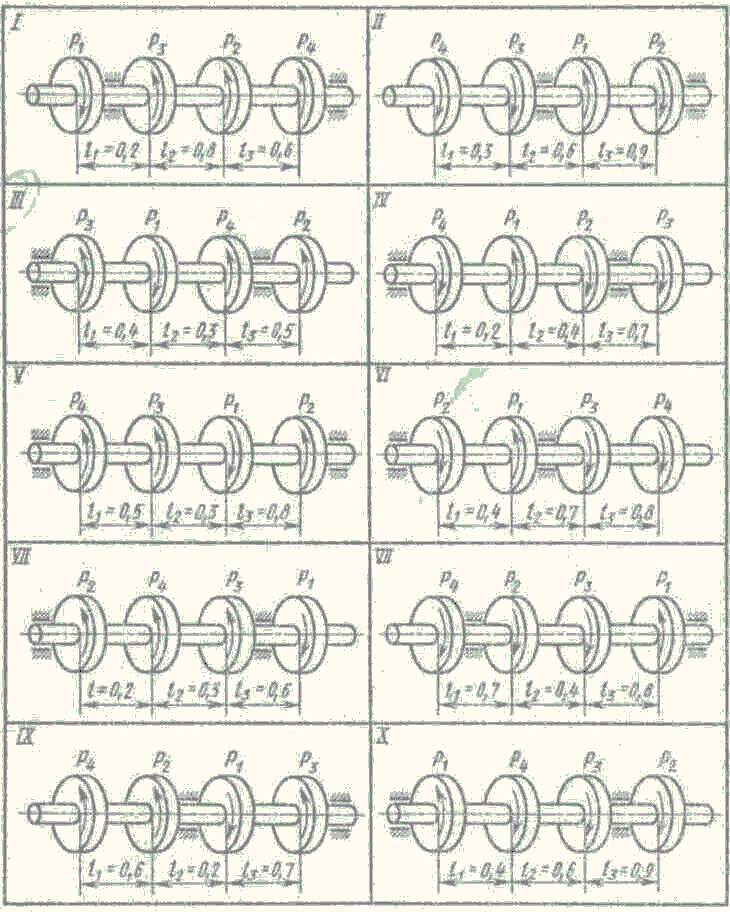 I
P1 P3 P2 P4
l1=0,2 l2=0,8 l3=0,6
II
P4 P3 P1 P2
l1=0,3 l2=0,6 l3=0,9
III
P3 P1 P4 P2
l1=0,4 l2=0,3 l3=0,5
IV
P4 P1 P2 P3
l1=0,2 l2=0,4 l3=0,7
V
P4 P3 P1 P2
l1=0,5 l2=0,3 l3=0,8
VI
P2 P1 P3 P4
l1=0,4 l2=0,7 l3=0,8
VII
P2 P4 P3 P1
l=0,2 l2=0,3 l3=0,6
VII
P4 P2 P3 P1
l1=0,7 l2=0,4
IX
P4 P2 P1 P3
l1=0,6 l2=0,2 l3=0,7
X
P1 P4 P3 P2
l1=0,4 l2=0,6 l3=0,9